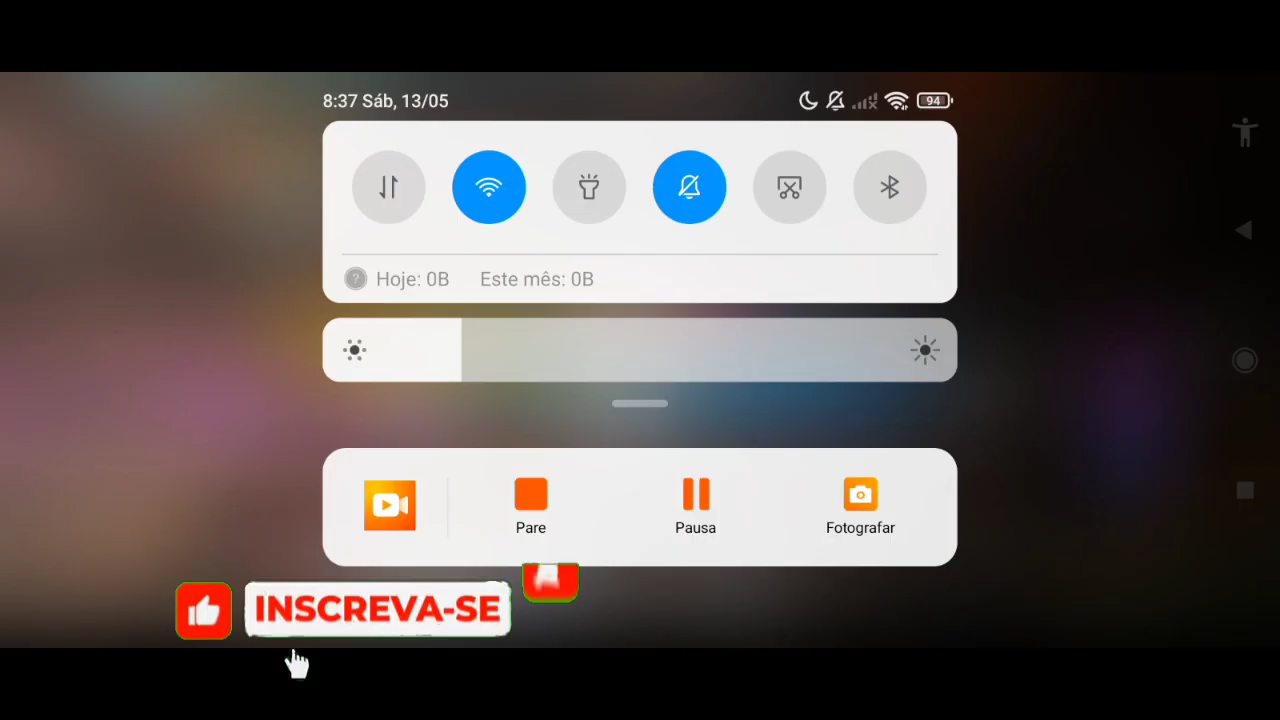 8:37 Sáb, 13/05
94
Hoje: 0B Este mês: 0B
Pare Pausa Fotografar
INSCREVA-SE